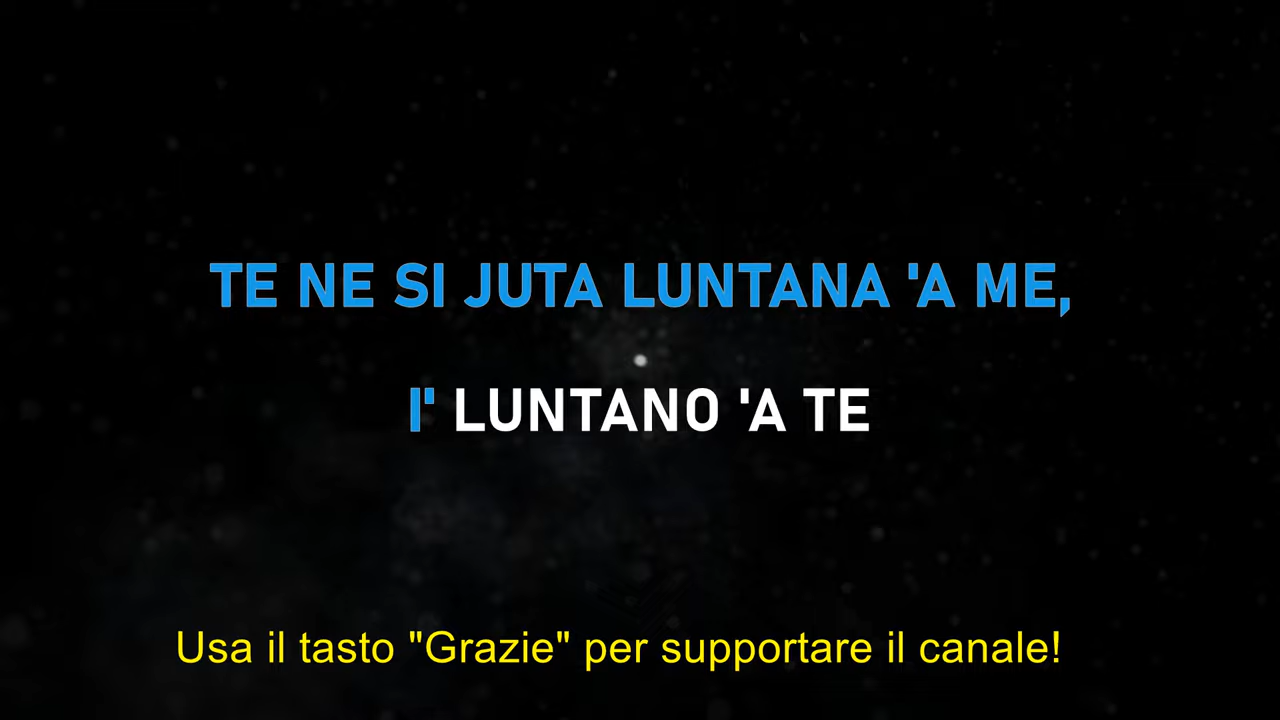 TE NE SI JUTA LUNTANA 'A ME,
I' LUNTANO 'A TE
Usa il tasto "Grazie" per supportare il canale!